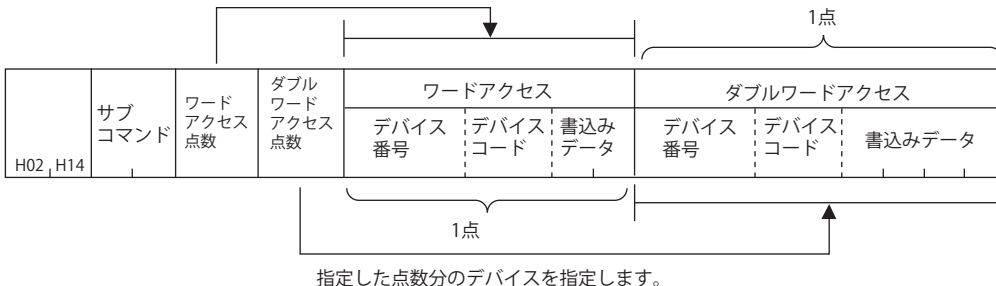 1点
H02 H14
サブ
コマンド
ワード
アクセス
点数
ダブル
ワード
アクセス
点数
ワードアクセス
デバイス
番号
デバイス
コード
書込み
データ
ダブルワードアクセス
デバイス
番号
デバイス
コード
書込みデータ
1点
指定した点数分のデバイスを指定します。